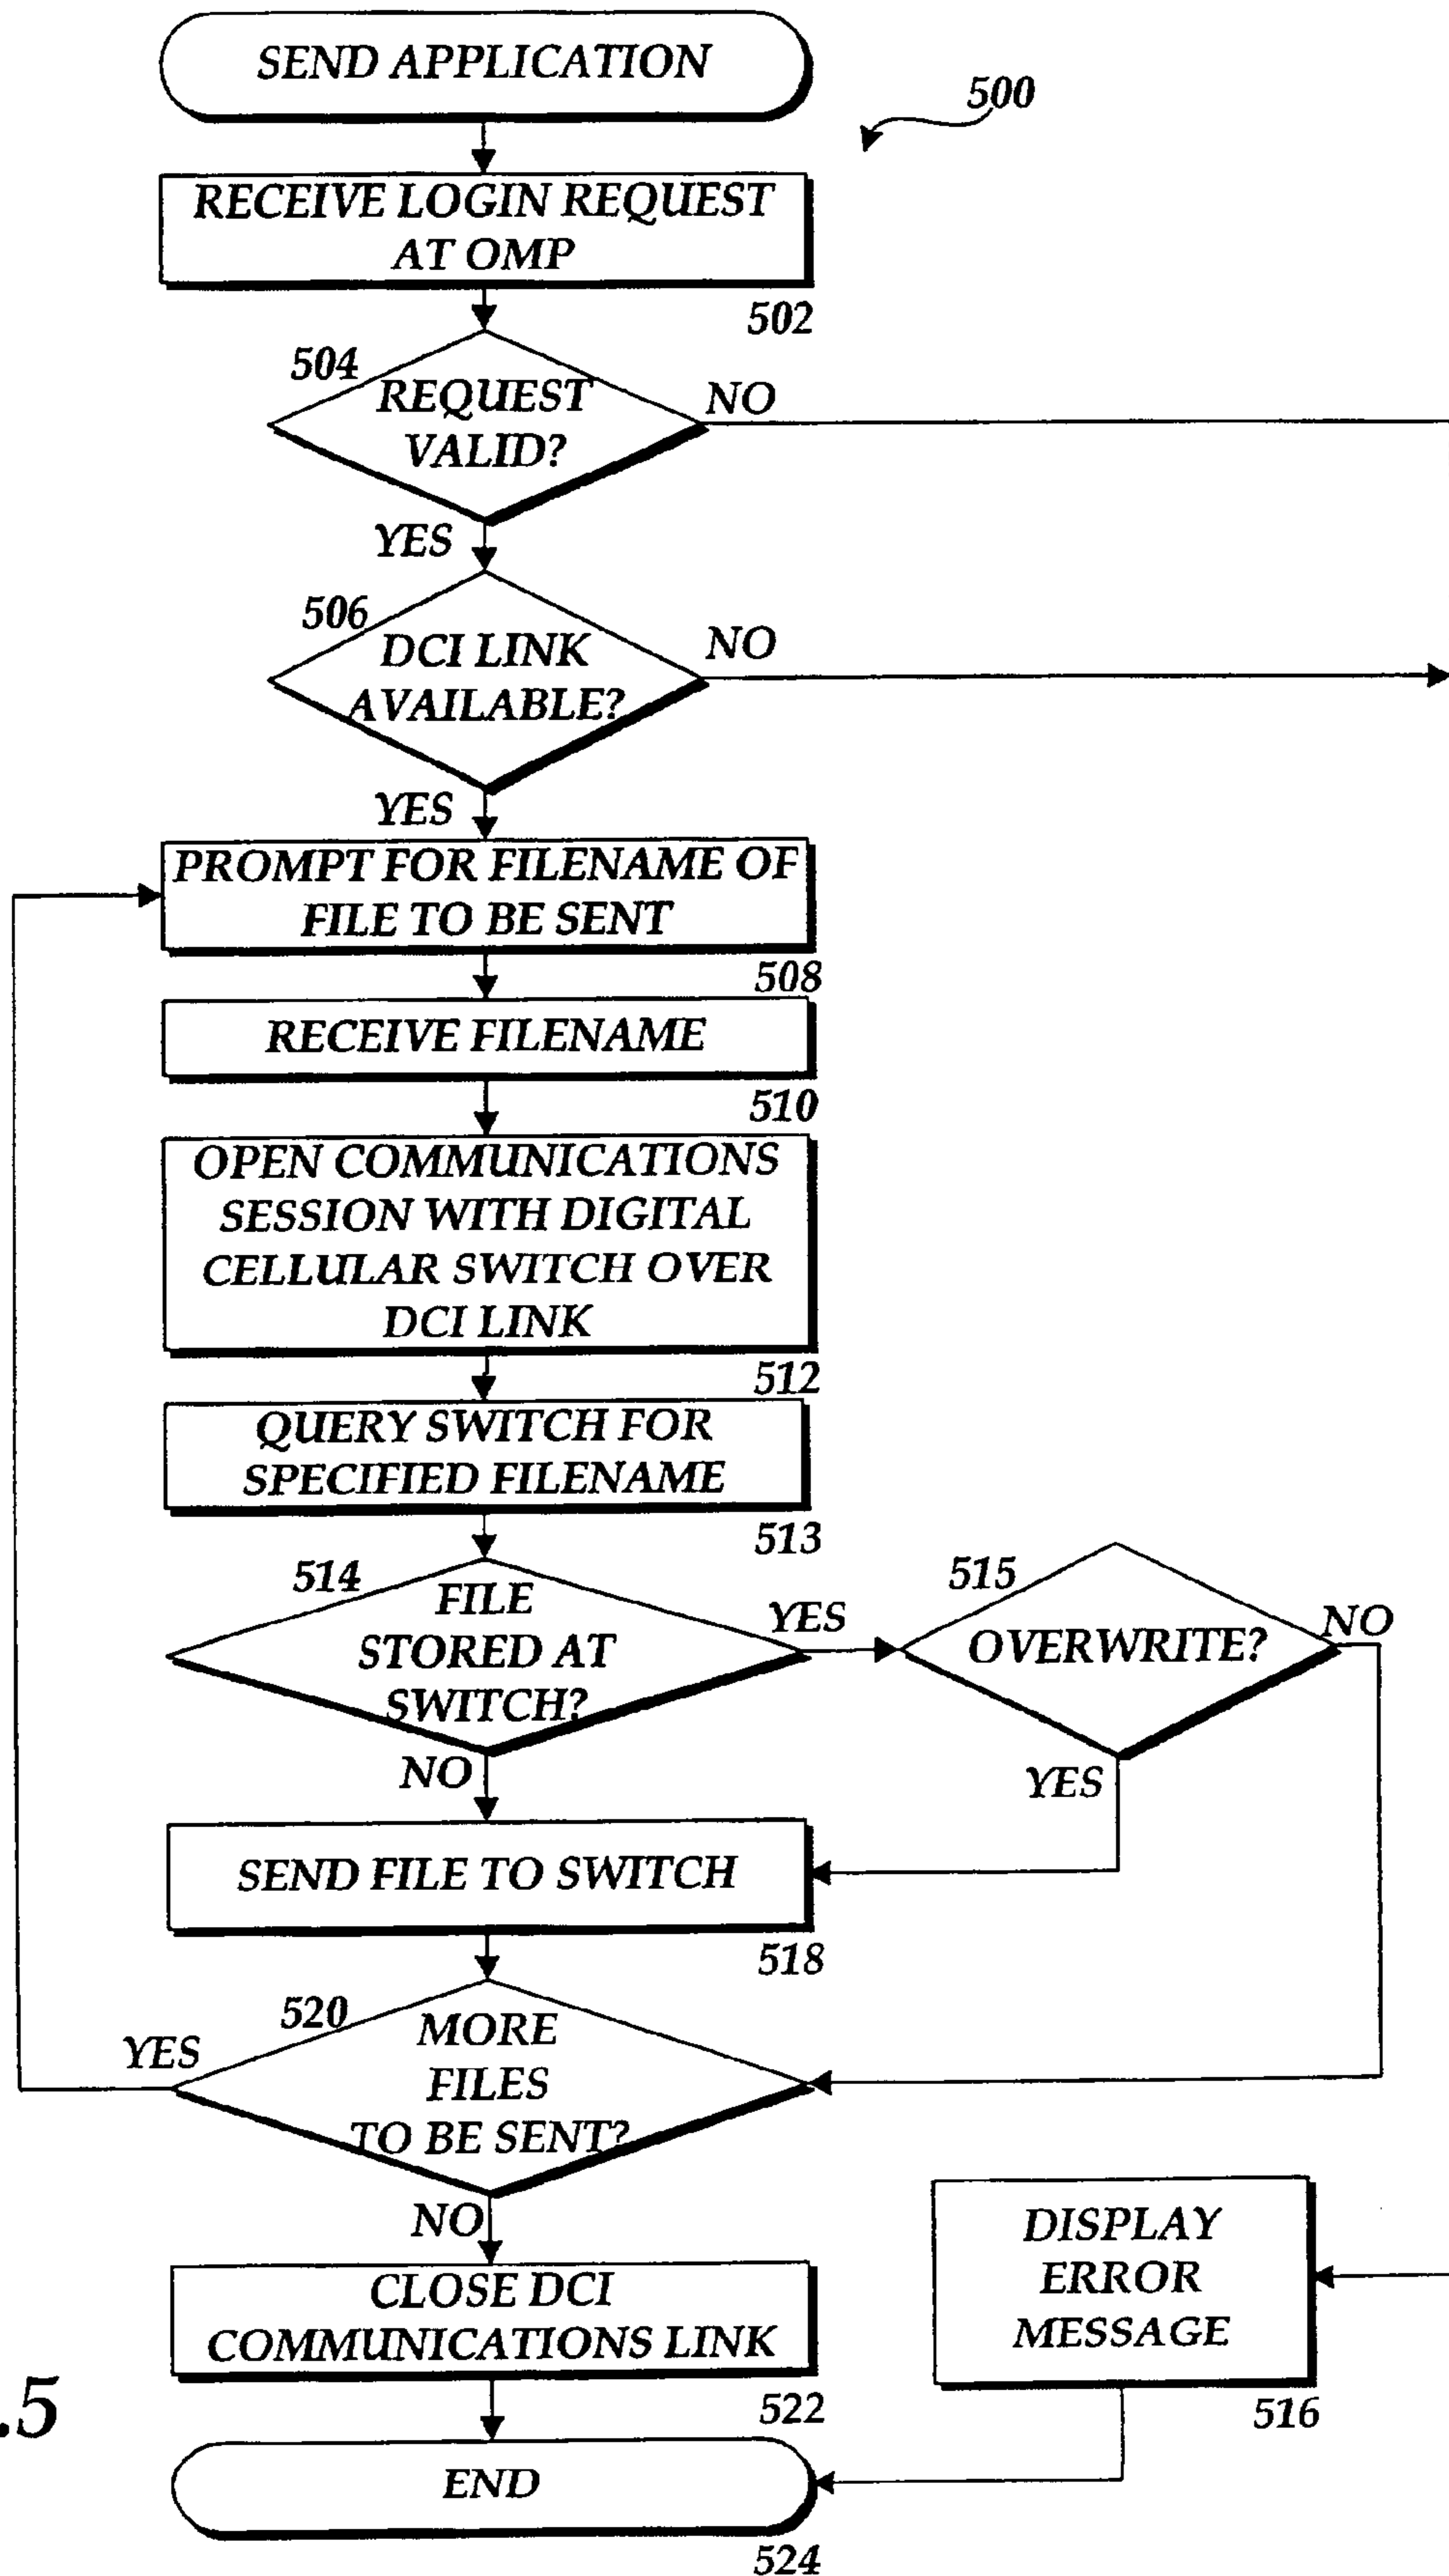 SEND APPLICATION
500
RECEIVE LOGIN REQUEST
AT OMP
502
504
REQUEST
VALID?
NO
YES
506
DCI LINK
AVAILABLE?
NO
YES
PROMPT FOR FILENAME OF
FILE TO BE SENT
508
RECEIVE FILENAME
510
OPEN COMMUNICATIONS
SESSION WITH DIGITAL
CELLULAR SWITCH OVER
DCI LINK
512
QUERY SWITCH FOR
SPECIFIED FILENAME
513
514
FILE
STORED AT
SWITCH?
YES
NO
515
OVERWRITE?
NO
YES
SEND FILE TO SWITCH
518
520
MORE
FILES
TO BE SENT?
YES
NO
CLOSE DCI
COMMUNICATIONS LINK
522
DISPLAY
ERROR
MESSAGE
516
END
524
.5